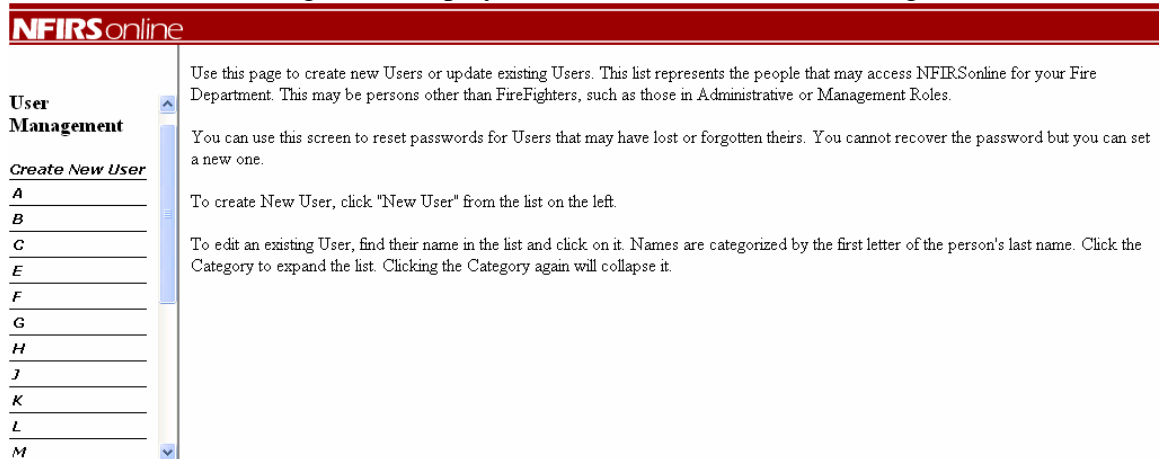 NFIRSonline
User
Management
Create New User
A
B
C
E
F
G
H
J
K
L
M
Use this page to create new Users or update existing Users. This list represents the people that may access NFIRSonline for your Fire
Department. This may be persons other than FireFighters, such as those in Administrative or Management Roles.
You can use this screen to reset passwords for Users that may have lost or forgotten theirs. You cannot recover the password but you can set
a new one.
To create New User, click "New User" from the list on the left.
To edit an existing User, find their name in the list and click on it. Names are categorized by the first letter of the person's last name. Click the
Category to expand the list. Clicking the Category again will collapse it.